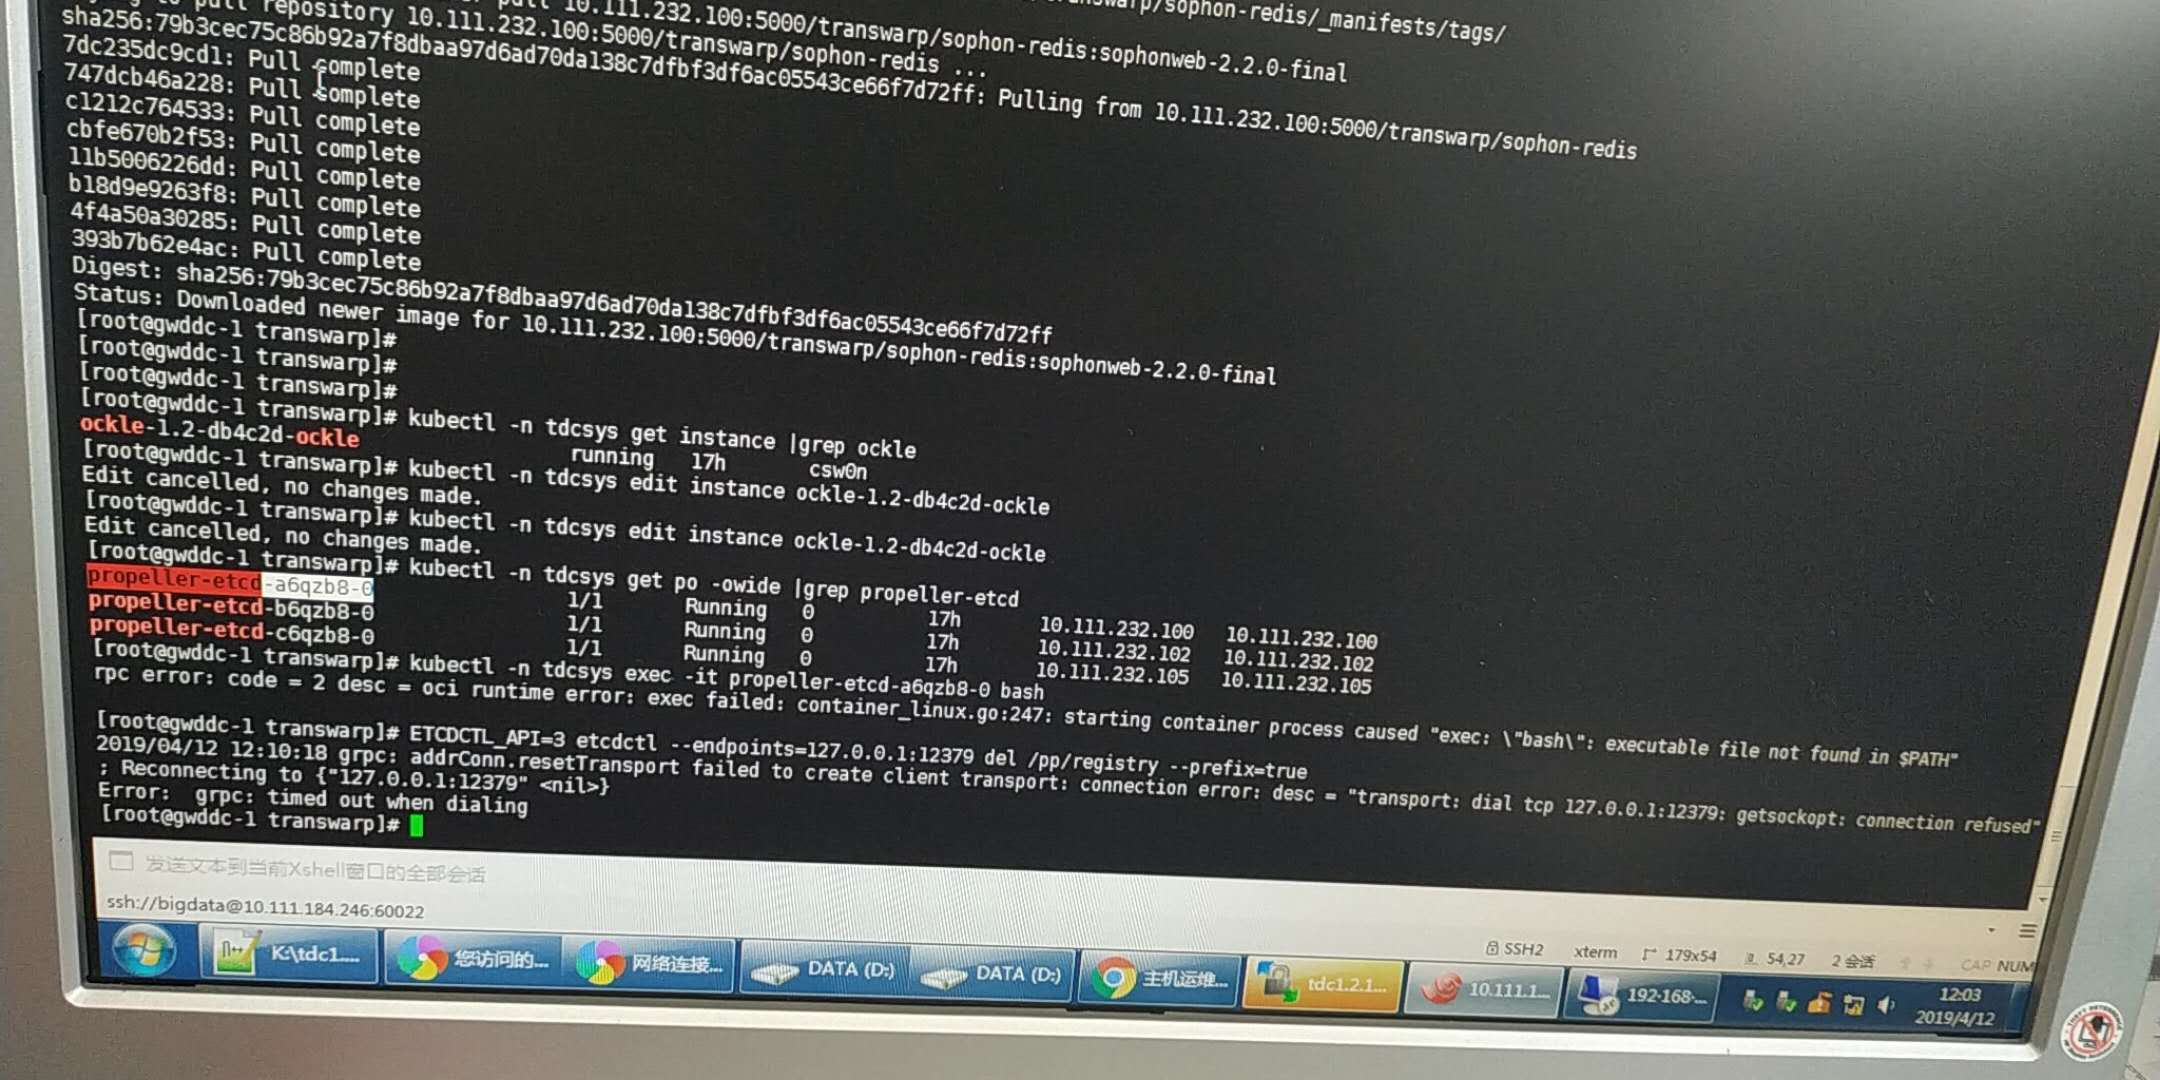 /sophon-redis/_manifests/tags/
pull 10.111.232.100:5000/transwarp/sophon-redis:sophonweb-2.2.0-final
pull repository 10.111.232.100:5000/transwarp/sophon-redis ...
sha256:79b3cec75c86b92a7f8dbaa97d6ad70da138c7dfbf3df6ac05543ce66f7d72ff: Pulling from 10.111.232.100:5000/transwarp/sophon-redis
7dc235dc9cd1: Pull complete
747dcb46a228: Pull complete
c1212c764533: Pull complete
cbfe670b2f53: Pull complete
11b5006226dd: Pull complete
b18d9e9263f8: Pull complete
4f4a50a30285: Pull complete
393b7b62e4ac: Pull complete
Digest: sha256:79b3cec75c86b92a7f8dbaa97d6ad70da138c7dfbf3df6ac05543ce66f7d72ff
Status: Downloaded newer image for 10.111.232.100:5000/transwarp/sophon-redis:sophonweb-2.2.0-final
[root@gwddc-1 transwarp]#
[root@gwddc-1 transwarp]#
[root@gwddc-1 transwarp]#
[root@gwddc-1 transwarp]# kubectl -n tdcsys get instance |grep ockle
ockle-1.2-db4c2d-ockle running 17h csw0n
[root@gwddc-1 transwarp]# kubectl -n tdcsys edit instance ockle-1.2-db4c2d-ockle
Edit cancelled, no changes made.
[root@gwddc-1 transwarp]# kubectl -n tdcsys edit instance ockle-1.2-db4c2d-ockle
Edit cancelled, no changes made.
[root@gwddc-1 transwarp]# kubectl -n tdcsys get po -owide |grep propeller-etcd
propeller-etcd-a6qzb8-0 1/1 Running 0 17h 10.111.232.100 10.111.232.100
propeller-etcd-b6qzb8-0 1/1 Running 0 17h 10.111.232.102 10.111.232.102
propeller-etcd-c6qzb8-0 1/1 Running 0 17h 10.111.232.105 10.111.232.105
[root@gwddc-1 transwarp]# kubectl -n tdcsys exec -it propeller-etcd-a6qzb8-0 bash
rpc error: code = 2 desc = oci runtime error: exec failed: container_linux.go:247: starting container process caused "exec: \"bash\": executable file not found in $PATH"
[root@gwddc-1 transwarp]# ETCDCTL_API=3 etcdctl --endpoints=127.0.0.1:12379 del /pp/registry --prefix=true
2019/04/12 12:10:18 grpc: addrConn.resetTransport failed to create client transport: connection error: desc = "transport: dial tcp 127.0.0.1:12379: getsockopt: connection refused"
; Reconnecting to {"127.0.0.1:12379" <nil>}
Error:  grpc: timed out when dialing
[root@gwddc-1 transwarp]#
发送文本到当前Xshell窗口的全部会话
ssh://bigdata@10.111.184.246:60022
SSH2 xterm 179x54 54,27 2 会话 CAP NUM
K:\tdc1.... 您访问的... 网络连接... DATA (D:) DATA (D:) 主机运维... tdc1.2.1... 10.111.1... 192-168-... 12:03
2019/4/12